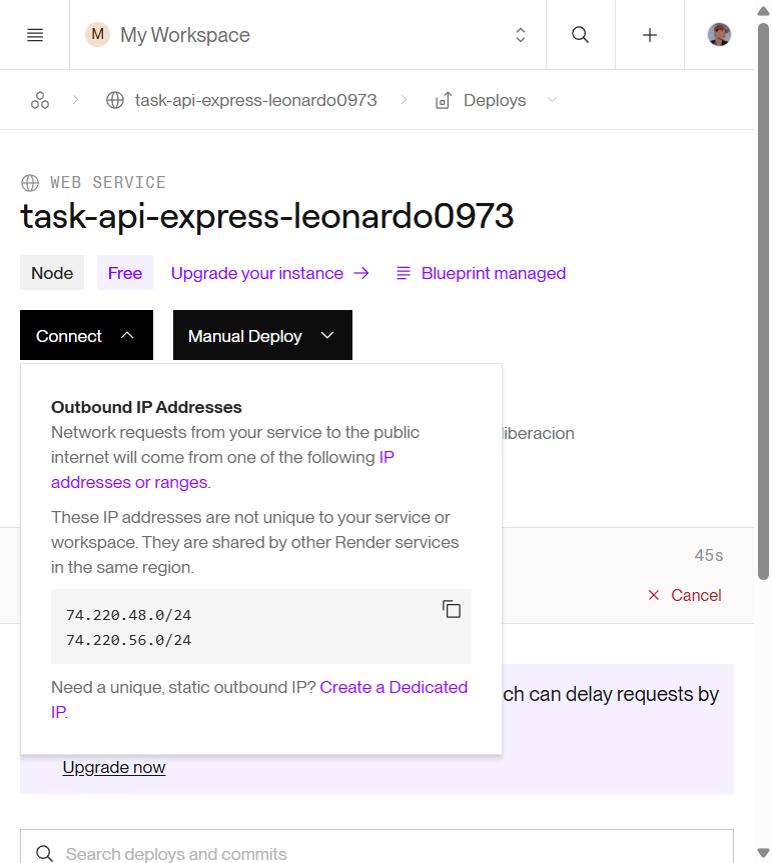 M My Workspace
task-api-express-leonardo0973 Deploys
WEB SERVICE
task-api-express-leonardo0973
Node Free Upgrade your instance → Blueprint managed
Connect Manual Deploy
Outbound IP Addresses
Network requests from your service to the public
internet will come from one of the following IP
addresses or ranges.
These IP addresses are not unique to your service or
workspace. They are shared by other Render services
in the same region.
74.220.48.0/24
74.220.56.0/24
Need a unique, static outbound IP? Create a Dedicated
IP.
liberacion
45s
Cancel
ch can delay requests by
Upgrade now
Search deploys and commits